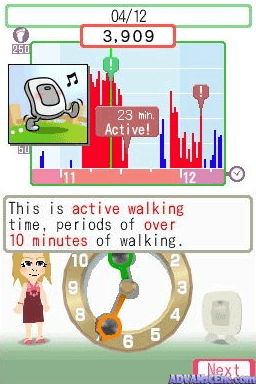 04/12
3,909
250
23 min.
Active!
50
11
12
This is active walking
time, periods of over
10 minutes of walking.
10
2
9
3
8
4
7
6
5
Next
ADVANSCENE.com